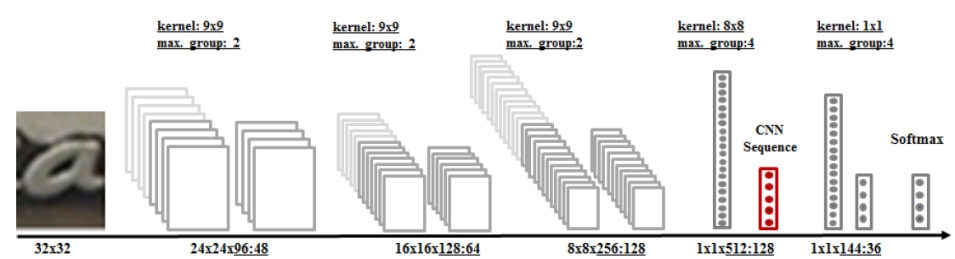 kernel: 9x9
max. group: 2
kernel: 9x9
max. group: 2
kernel: 9x9
max. group:2
kernel: 8x8
max. group:4
kernel: 1x1
max. group:4
a
CNN
Sequence
Softmax
32x32
24x24x96:48
16x16x128:64
8x8x256:128
1x1x512:128
1x1x144:36